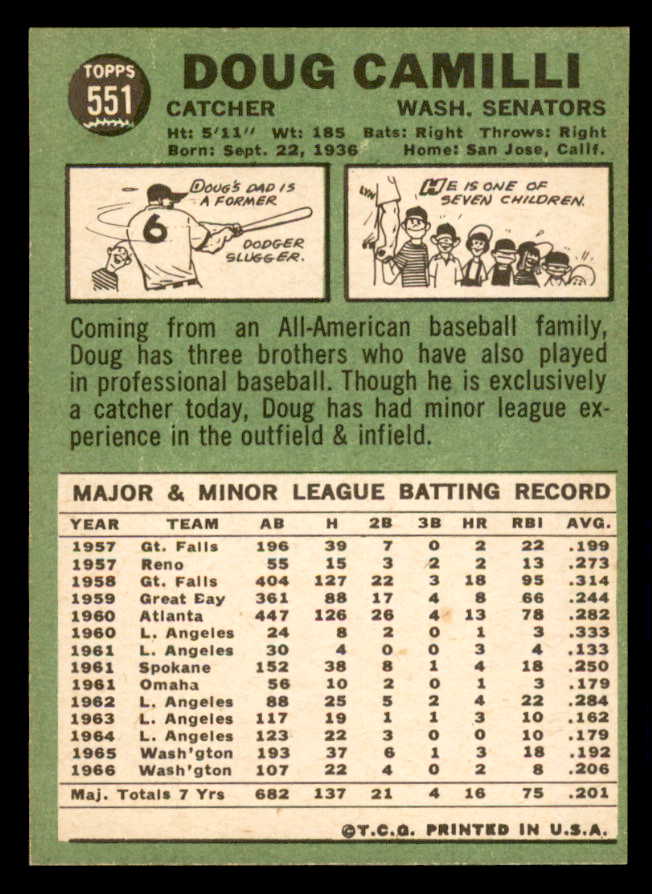 TOPPS
551
DOUG CAMILLI
CATCHER WASH. SENATORS
Ht: 5'11" Wt: 185 Bats: Right Throws: Right
Born: Sept. 22, 1936 Home: San Jose, Calif.
DOUG'S DAD IS
A FORMER
6
DODGER
SLUGGER.
LYN
HE IS ONE OF
SEVEN CHILDREN.
Coming from an All-American baseball family,
Doug has three brothers who have also played
in professional baseball. Though he is exclusively
a catcher today, Doug has had minor league ex-
perience in the outfield & infield.
MAJOR & MINOR LEAGUE BATTING RECORD
YEAR TEAM AB H 2B 3B HR RBI AVG.
1957 Gt. Falls 196 39 7 0 2 22 .199
1957 Reno 55 15 3 2 2 13 .273
1958 Gt. Falls 404 127 22 3 18 95 .314
1959 Great Bay 361 88 17 4 8 66 .244
1960 Atlanta 447 126 26 4 13 78 .282
1960 L. Angeles 24 8 2 0 1 3 .333
1961 L. Angeles 30 4 0 0 3 4 .133
1961 Spokane 152 38 8 1 4 18 .250
1961 Omaha 56 10 2 0 1 3 .179
1962 L. Angeles 88 25 5 2 4 22 .284
1963 L. Angeles 117 19 1 1 3 10 .162
1964 L. Angeles 123 22 3 0 0 10 .179
1965 Wash'gton 193 37 6 1 3 18 .192
1966 Wash'gton 107 22 4 0 2 8 .206
Maj. Totals 7 Yrs 682 137 21 4 16 75 .201
©T.C.G. PRINTED IN U.S.A.